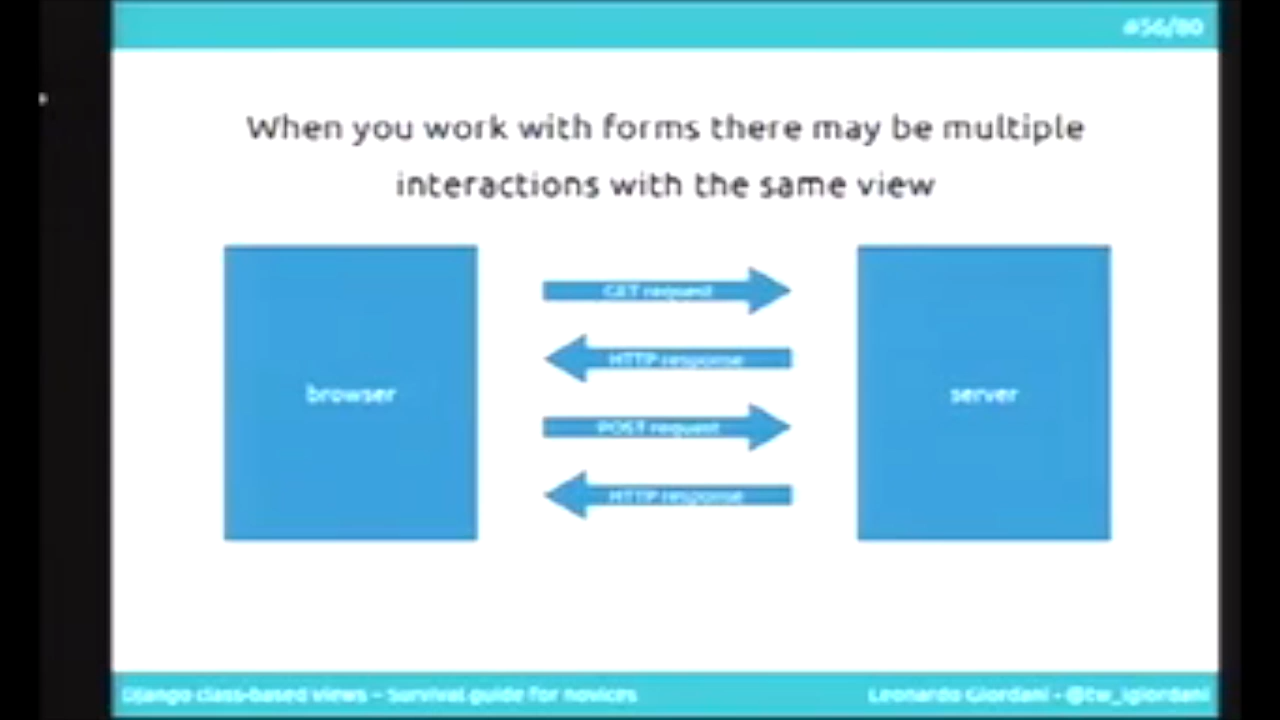 #56/80
When you work with forms there may be multiple
interactions with the same view
browser
GET request
HTTP response
POST request
HTTP response
server
Django class-based views – Survival guide for novices
Leonardo Giordani - @tw_lgiordani